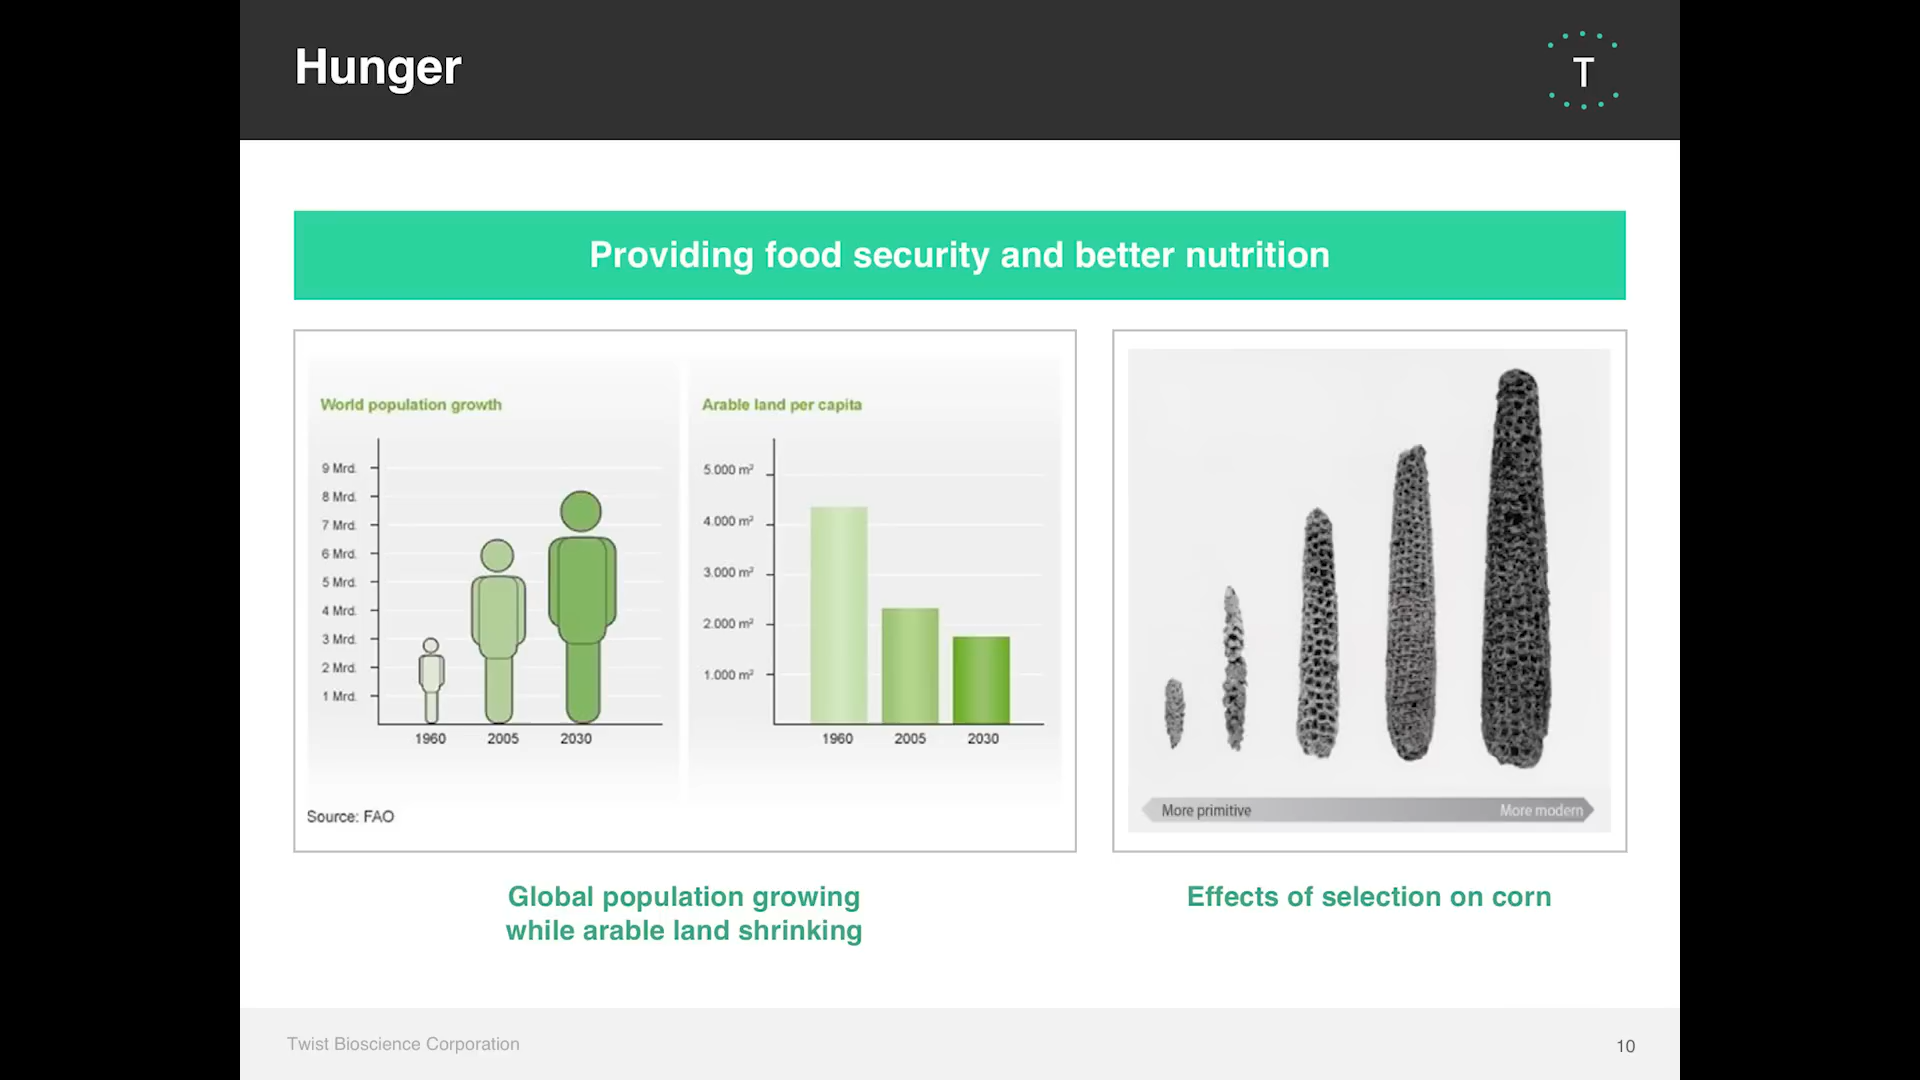 Hunger
T
Providing food security and better nutrition
World population growth
9 Mrd.
8 Mrd.
7 Mrd.
6 Mrd.
5 Mrd.
4 Mrd.
3 Mrd.
2 Mrd.
1 Mrd.
1960 2005 2030
Arable land per capita
5.000 m²
4.000 m²
3.000 m²
2.000 m²
1.000 m²
1960 2005 2030
Source: FAO
More primitive More modern
Global population growing
while arable land shrinking
Effects of selection on corn
Twist Bioscience Corporation
10